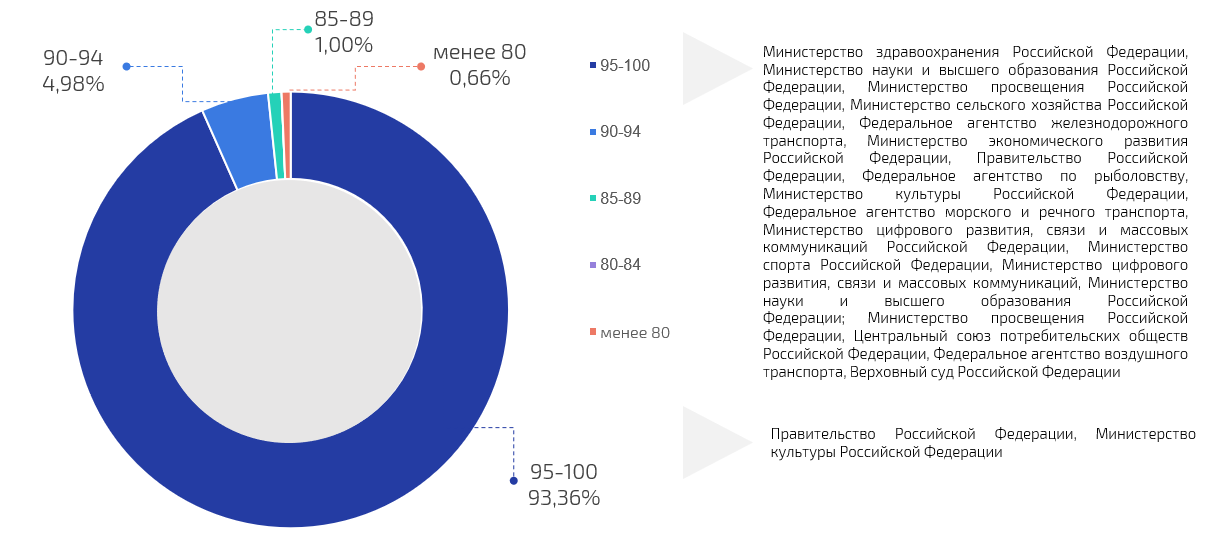 85-89
1,00%
90-94
4,98%
менее 80
0,66%
95-100
93,36%
95-100
90-94
85-89
80-84
менее 80
Министерство здравоохранения Российской Федерации,
Министерство науки и высшего образования Российской
Федерации, Министерство просвещения Российской
Федерации, Министерство сельского хозяйства Российской
Федерации, Федеральное агентство железнодорожного
транспорта, Министерство экономического развития
Российской Федерации, Правительство Российской
Федерации, Федеральное агентство по рыболовству,
Министерство культуры Российской Федерации,
Федеральное агентство морского и речного транспорта,
Министерство цифрового развития, связи и массовых
коммуникаций Российской Федерации, Министерство
спорта Российской Федерации, Министерство цифрового
развития, связи и массовых коммуникаций, Министерство
науки и высшего образования Российской
Федерации; Министерство просвещения Российской
Федерации, Центральный союз потребительских обществ
Российской Федерации, Федеральное агентство воздушного
транспорта, Верховный суд Российской Федерации
Правительство Российской Федерации, Министерство
культуры Российской Федерации